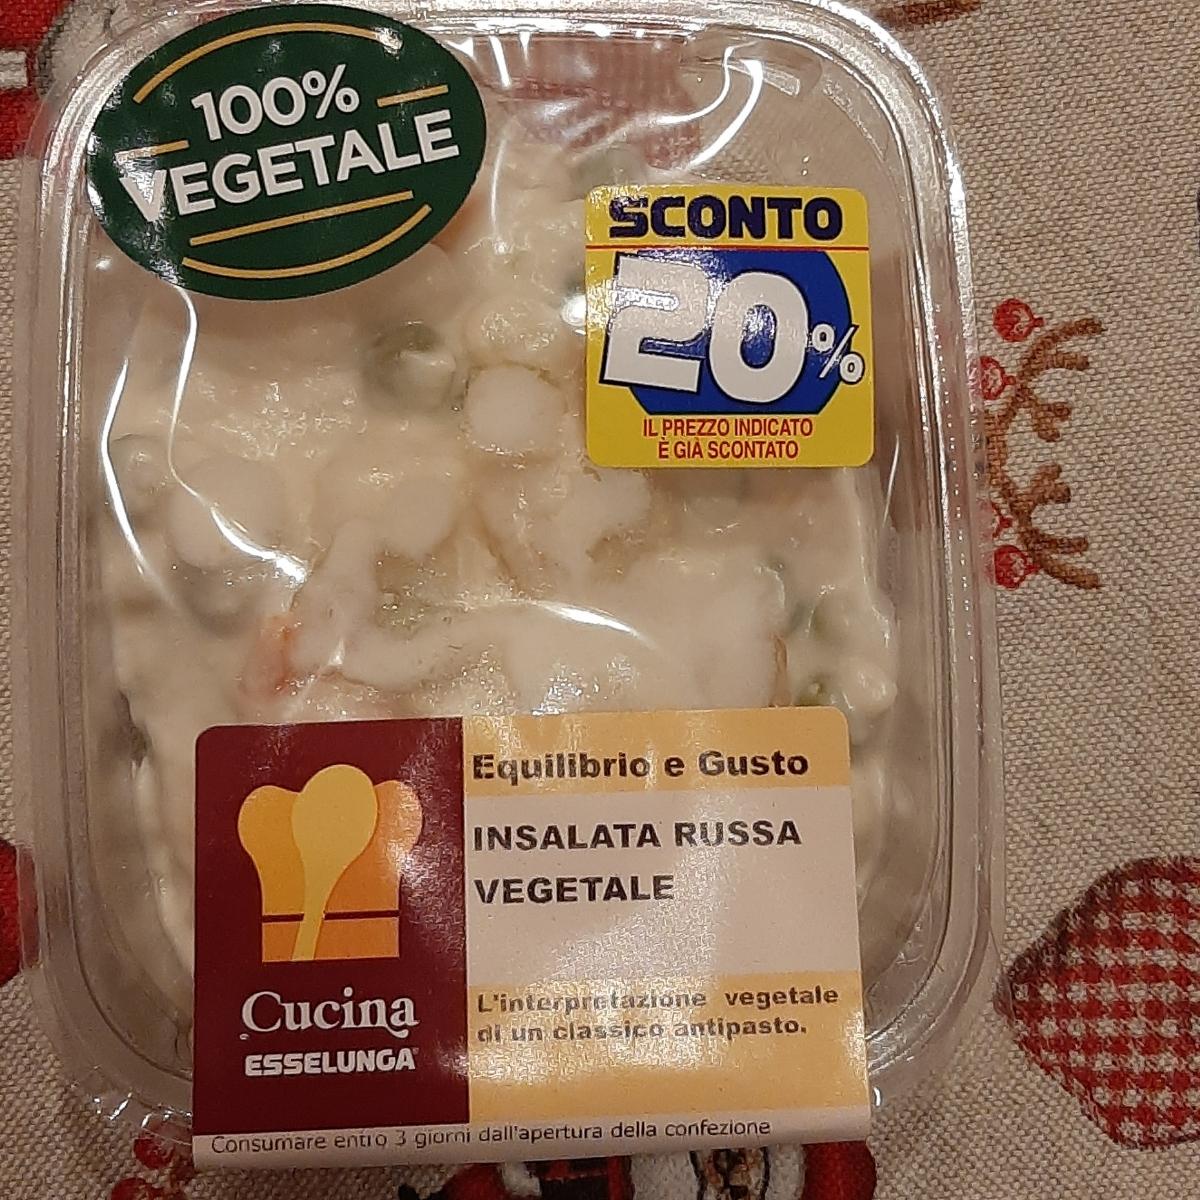 100%
VEGETALE
SCONTO
20%
IL PREZZO INDICATO
È GIÀ SCONTATO
Equilibrio e Gusto
INSALATA RUSSA
VEGETALE
L'interpretazione vegetale
di un classico antipasto.
Cucina
ESSELUNGA
Consumare entro 3 giorni dall'apertura della confezione